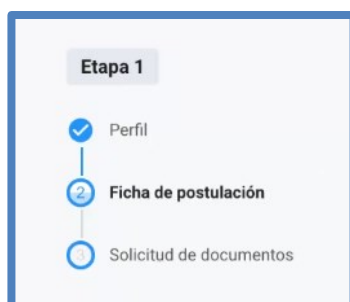 Etapa 1
Perfil
2 Ficha de postulación
3 Solicitud de documentos